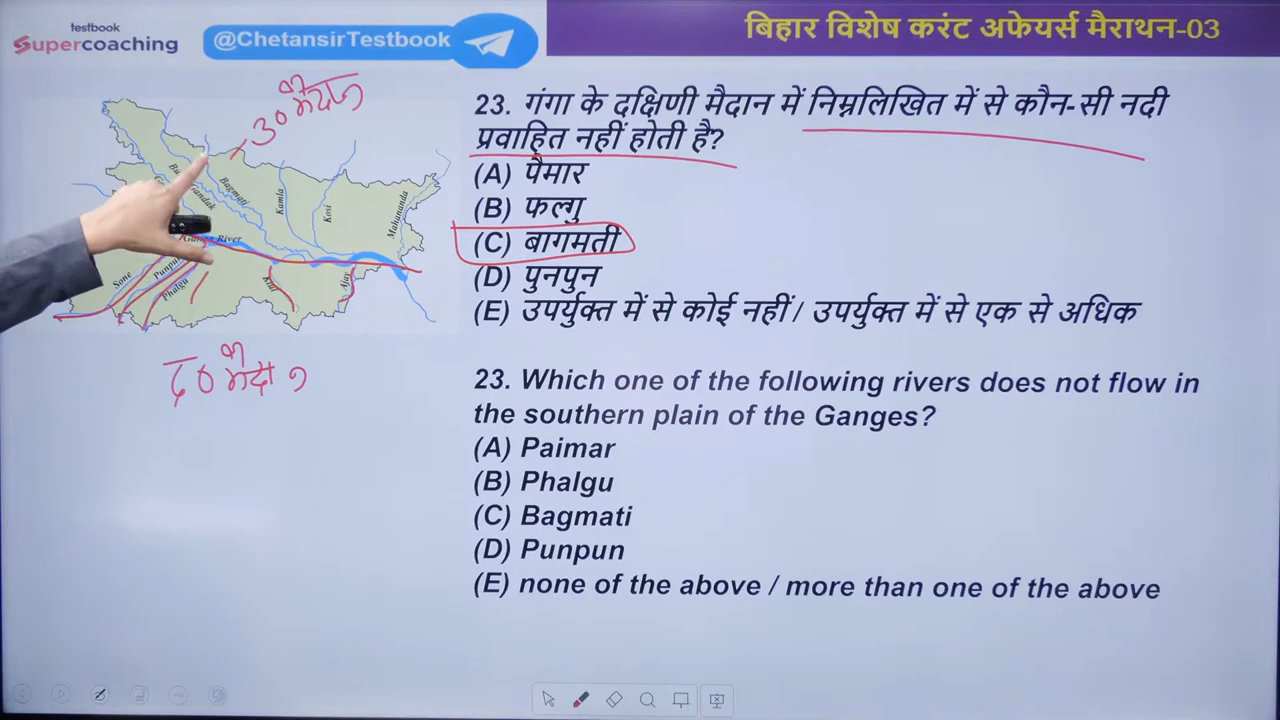 testbook
Supercoaching
@ChetansirTestbook
बिहार विशेष करंट अफेयर्स मैराथन-03
23. गंगा के दक्षिणी मैदान में निम्नलिखित में से कौन-सी नदी
प्रवाहित नहीं होती है?
(A) पैमार
(B) फल्गु
(C) बागमती
(D) पुनपुन
(E) उपर्युक्त में से कोई नहीं / उपर्युक्त में से एक से अधिक
23. Which one of the following rivers does not flow in
the southern plain of the Ganges?
(A) Paimar
(B) Phalgu
(C) Bagmati
(D) Punpun
(E) none of the above / more than one of the above
Gandak
Bagmati
Kamla
Kosi
Mahananda
River
Sone
Punpun
Phalgu
Ajay